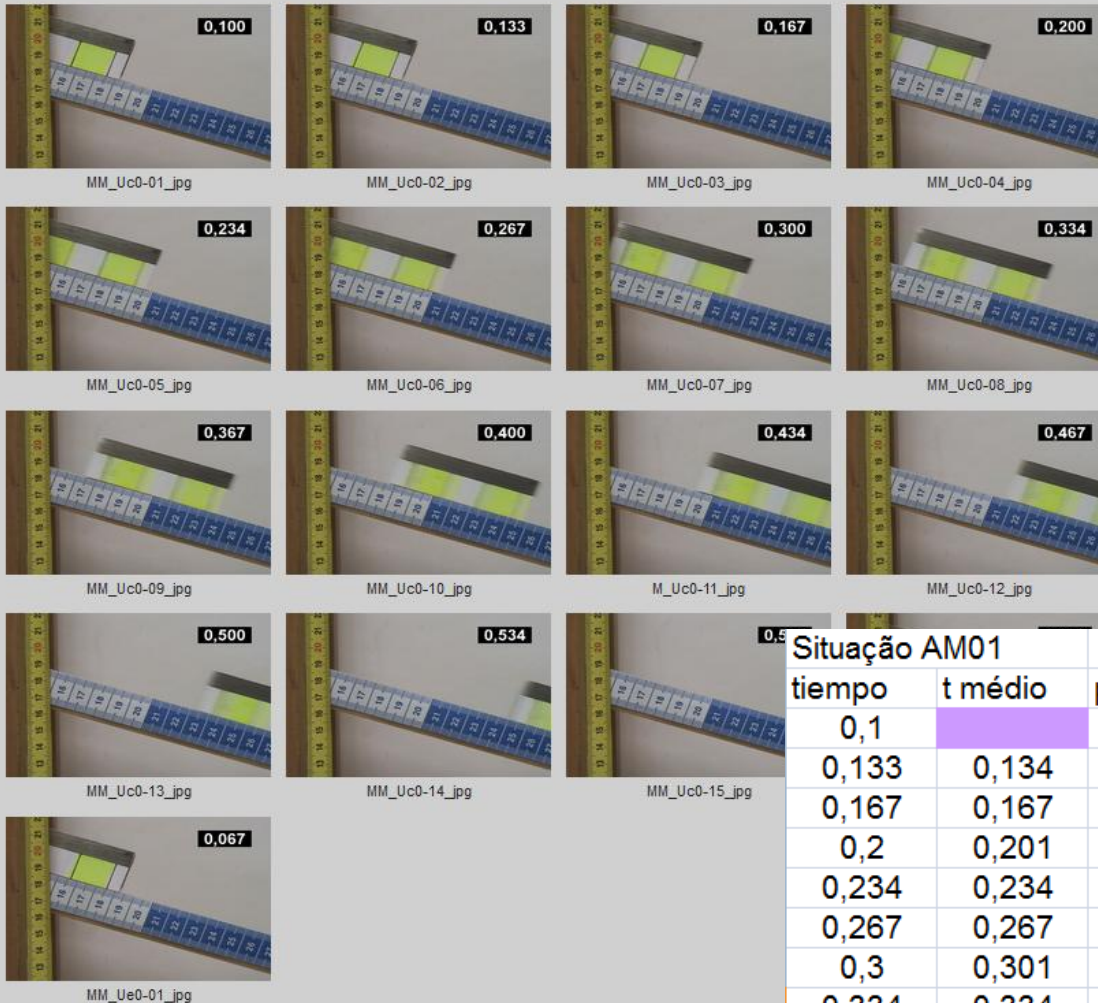 0,100 0,133 0,167 0,200
MM_Uc0-01_jpg MM_Uc0-02_jpg MM_Uc0-03_jpg MM_Uc0-04_jpg
0,234 0,267 0,300 0,334
MM_Uc0-05_jpg MM_Uc0-06_jpg MM_Uc0-07_jpg MM_Uc0-08_jpg
0,367 0,400 0,434 0,467
MM_Uc0-09_jpg MM_Uc0-10_jpg M_Uc0-11_jpg MM_Uc0-12_jpg
0,500 0,534
MM_Uc0-13_jpg MM_Uc0-14_jpg MM_Uc0-15_jpg
0,067
MM_Ue0-01_jpg
Situação AM01
tiempo t médio
0,1
0,133 0,134
0,167 0,167
0,2 0,201
0,234 0,234
0,267 0,267
0,3 0,301